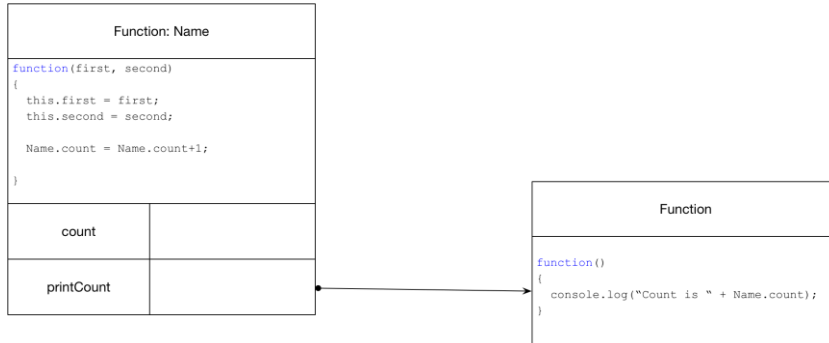 Function: Name
function(first, second)
{
this.first = first;
this.second = second;
Name.count = Name.count+1;
}
count
printCount
Function
function()
{
console.log(“Count is “ + Name.count);
}